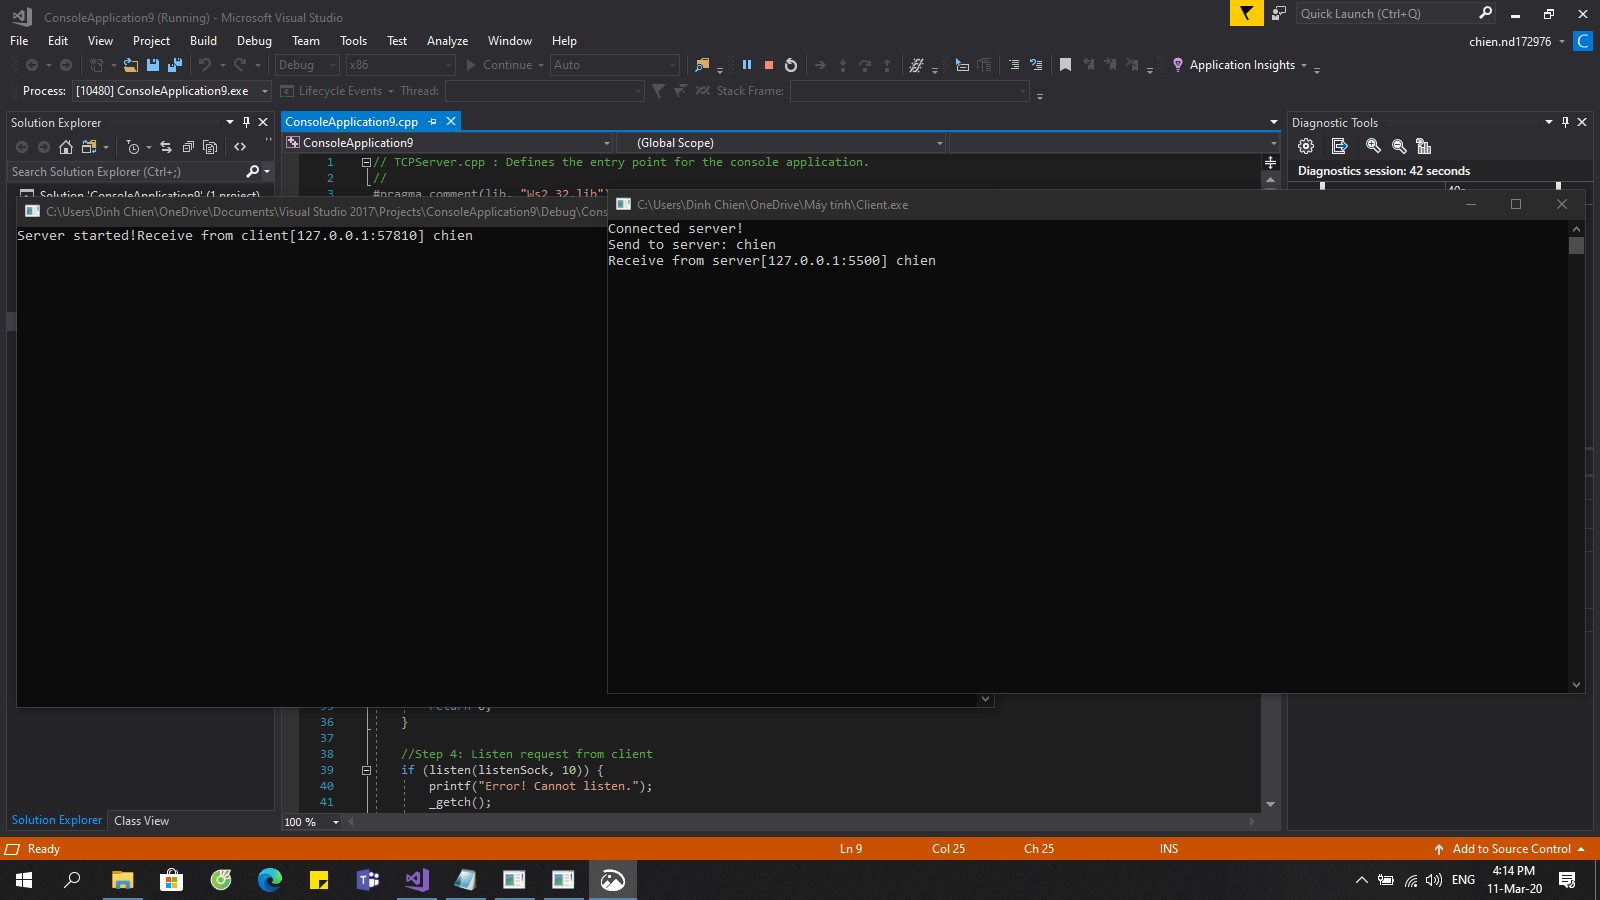 ConsoleApplication9 (Running) - Microsoft Visual Studio
Quick Launch (Ctrl+Q)
File Edit View Project Build Debug Team Tools Test Analyze Window Help
chien.nd172976
C
Debug x86 Continue Auto Application Insights
Process: [10480] ConsoleApplication9.exe Lifecycle Events Thread: Stack Frame:
Solution Explorer
ConsoleApplication9.cpp
Diagnostic Tools
ConsoleApplication9 (Global Scope)
Search Solution Explorer (Ctrl+;)
Solution 'ConsoleApplication9' (1 project)
1 // TCPServer.cpp : Defines the entry point for the console application.
2 //
3 #pragma comment(lib, "Ws2_32.lib")
Diagnostics session: 42 seconds
40s
C:\Users\Dinh Chien\OneDrive\Documents\Visual Studio 2017\Projects\ConsoleApplication9\Debug\Cons
Server started!Receive from client[127.0.0.1:57810] chien
C:\Users\Dinh Chien\OneDrive\Máy tính\Client.exe
Connected server!
Send to server: chien
Receive from server[127.0.0.1:5500] chien
35 return 0;
36 }
37
38 //Step 4: Listen request from client
39 if (listen(listenSock, 10)) {
40 printf("Error! Cannot listen.");
41 _getch();
100 %
Solution Explorer Class View
Ready Ln 9 Col 25 Ch 25 INS Add to Source Control
ENG
4:14 PM
11-Mar-20